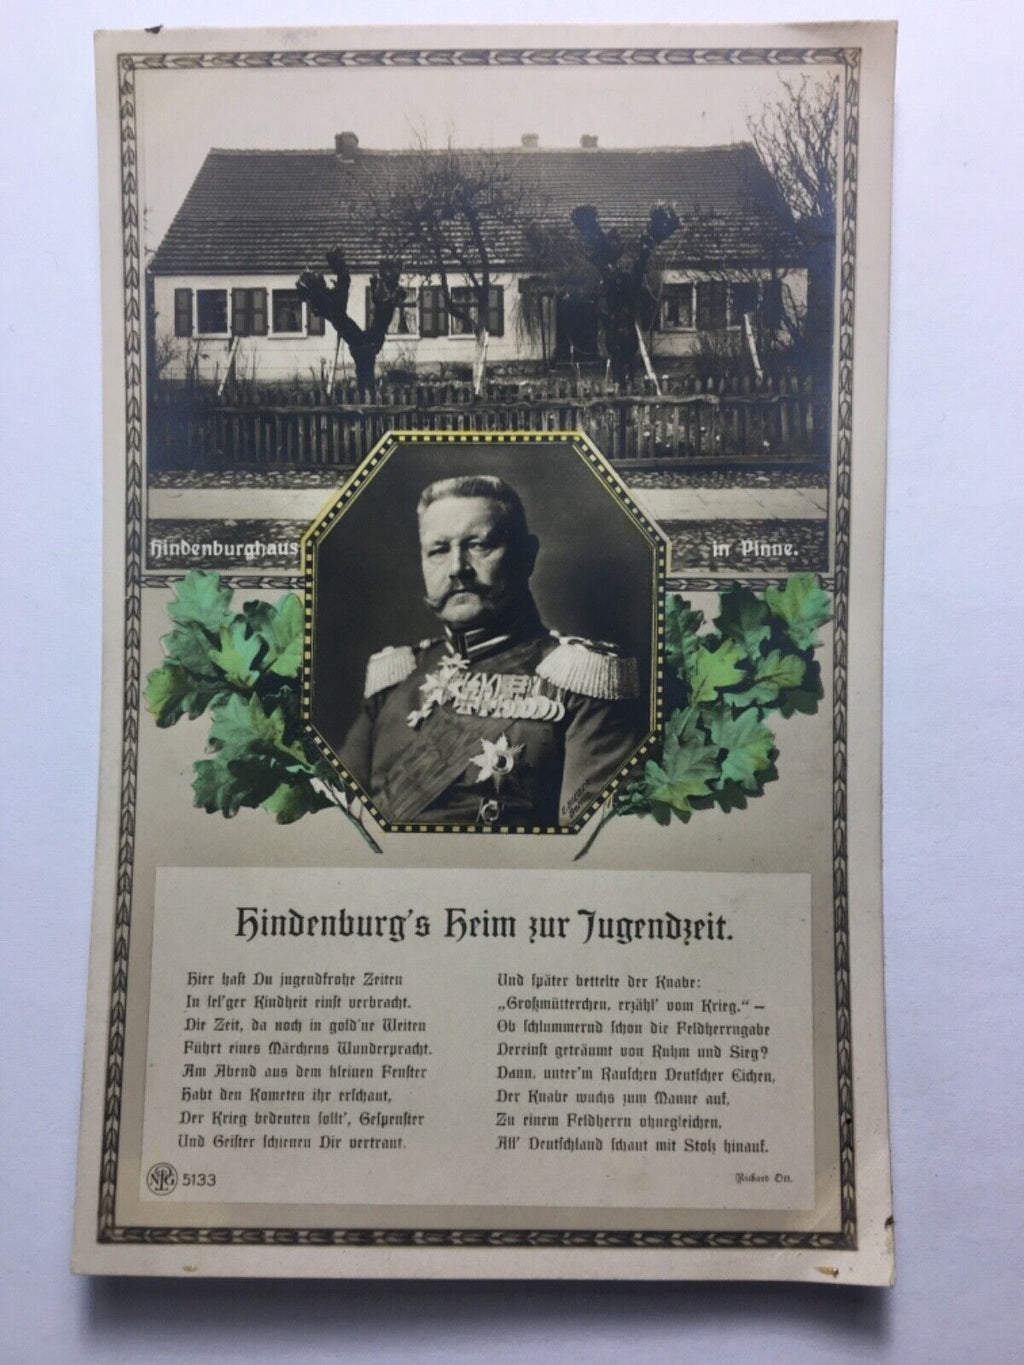 Hindenburghaus in Pinne.
Hindenburg's Heim zur Jugendzeit.
Hier hast Du jugendfrohe Zeiten
In sel'ger Kindheit einst verbracht.
Die Zeit, da noch in gold'ne Weiten
Führt eines Märchens Wunderpracht.
Am Abend aus dem kleinen Fenster
Habt den Kometen ihr erschaut,
Der Krieg bedeuten sollt', Gespenster
Und Geister schienen Dir vertraut.
Und später bettelte der Knabe:
„Großmütterchen, erzähl' vom Krieg.“ —
Ob schlummernd schon die Feldherrngabe
Dereinst geträumt von Ruhm und Sieg?
Dann, unter'm Rauschen Deutscher Eichen,
Der Knabe wuchs zum Manne auf,
Zu einem Feldherrn ohnegleichen,
All' Deutschland schaut mit Stolz hinauf.
NPG 5133
Richard Ott.